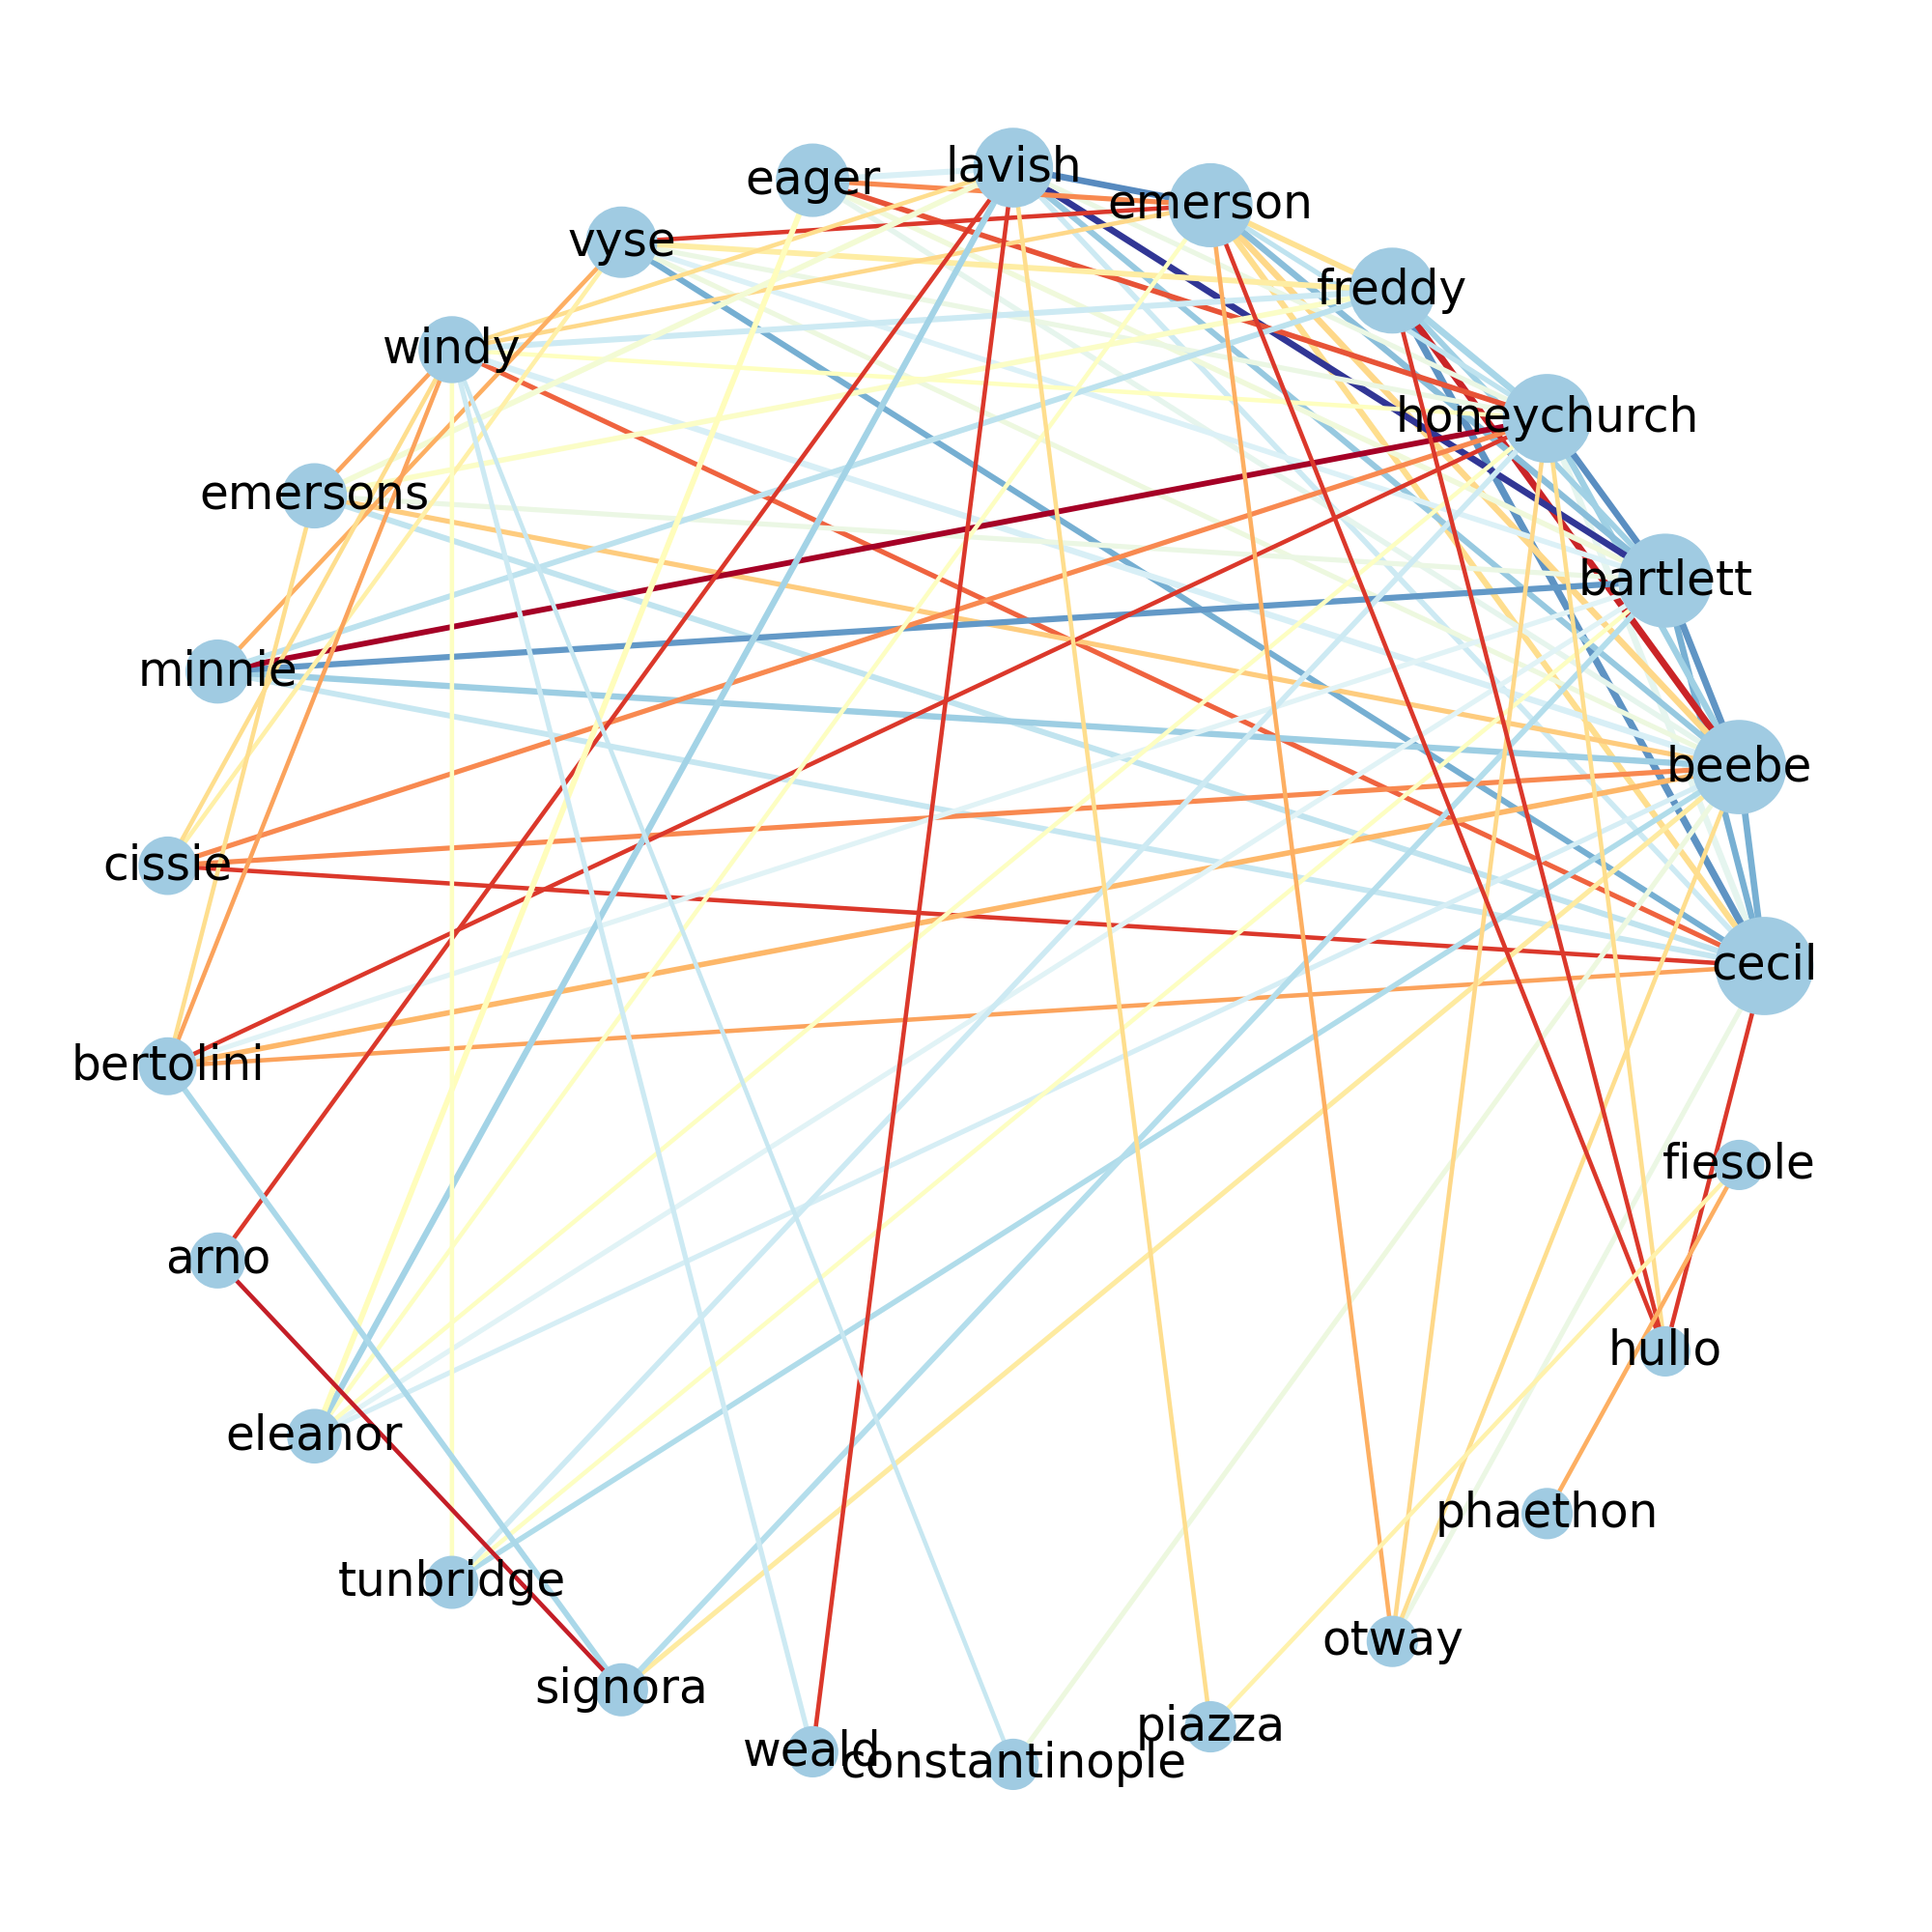 lavish
eager
emerson
vyse
freddy
windy
honeychurch
emersons
bartlett
minnie
beebe
cissie
cecil
bertolini
fiesole
arno
hullo
eleanor
phaethon
tunbridge
otway
signora
piazza
weald
constantinople